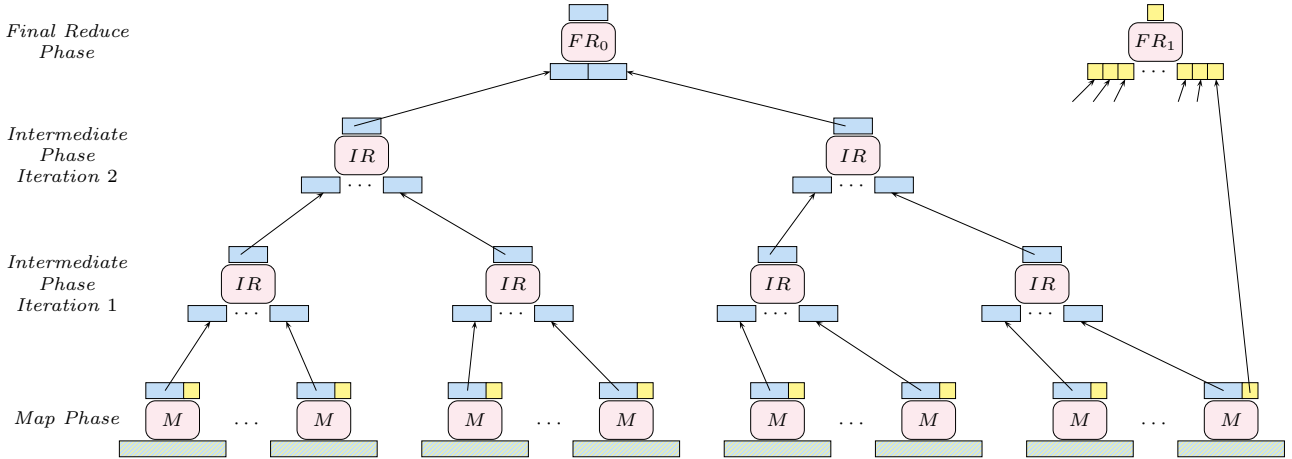 Final Reduce
Phase
FR0
FR1
· · ·
Intermediate
Phase
Iteration 2
IR
IR
· · ·
· · ·
Intermediate
Phase
Iteration 1
IR
IR
IR
IR
· · ·
· · ·
· · ·
· · ·
Map Phase
M
· · ·
M
M
· · ·
M
M
· · ·
M
M
· · ·
M